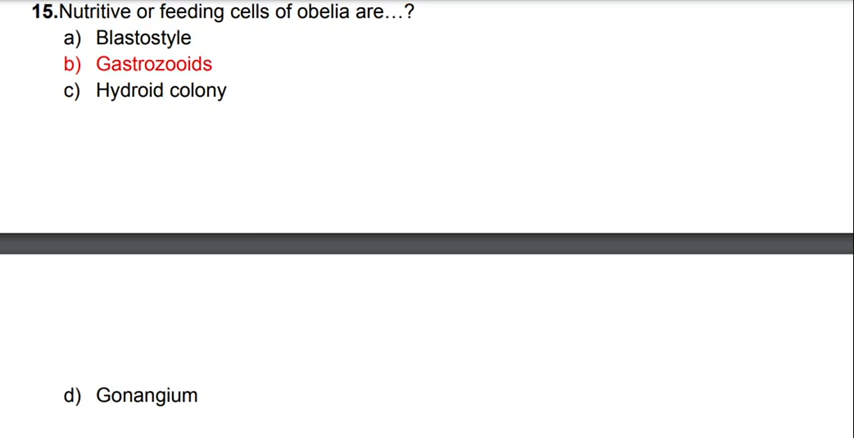 15.Nutritive or feeding cells of obelia are...?
a) Blastostyle
b) Gastrozooids
c) Hydroid colony
d) Gonangium